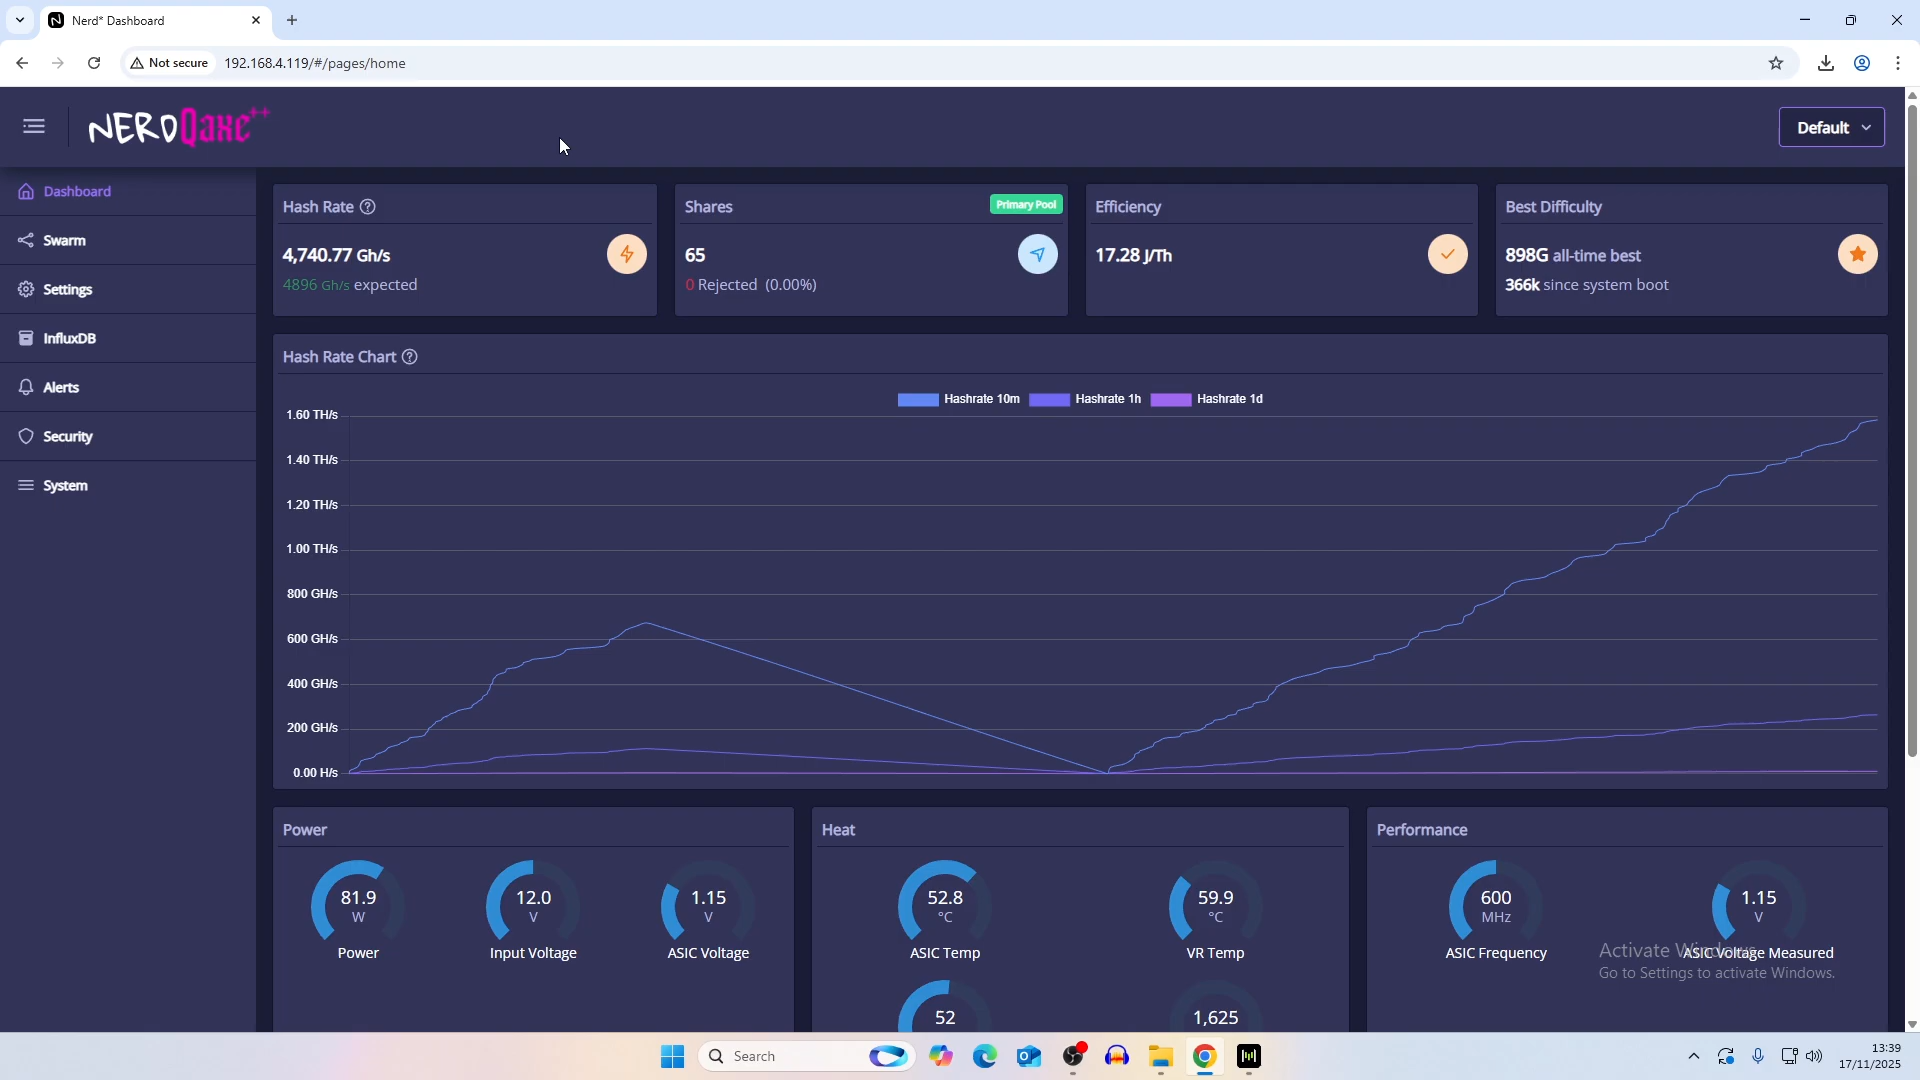 Nerd* Dashboard
Not secure
192.168.4.119/#/pages/home
NERDQaxe++
Default
Dashboard
Swarm
Settings
InfluxDB
Alerts
Security
System
Hash Rate
4,740.77 Gh/s
4896 Gh/s expected
Shares
Primary Pool
65
0 Rejected (0.00%)
Efficiency
17.28 J/Th
Best Difficulty
898G all-time best
366k since system boot
Hash Rate Chart
Hashrate 10m
Hashrate 1h
Hashrate 1d
1.60 TH/s
1.40 TH/s
1.20 TH/s
1.00 TH/s
800 GH/s
600 GH/s
400 GH/s
200 GH/s
0.00 H/s
Power
81.9
W
Power
12.0
V
Input Voltage
1.15
V
ASIC Voltage
Heat
52.8
°C
ASIC Temp
59.9
°C
VR Temp
52
1,625
Performance
600
MHz
ASIC Frequency
1.15
V
ASIC Voltage Measured
Activate Windows
Go to Settings to activate Windows.
Search
13:39
17/11/2025